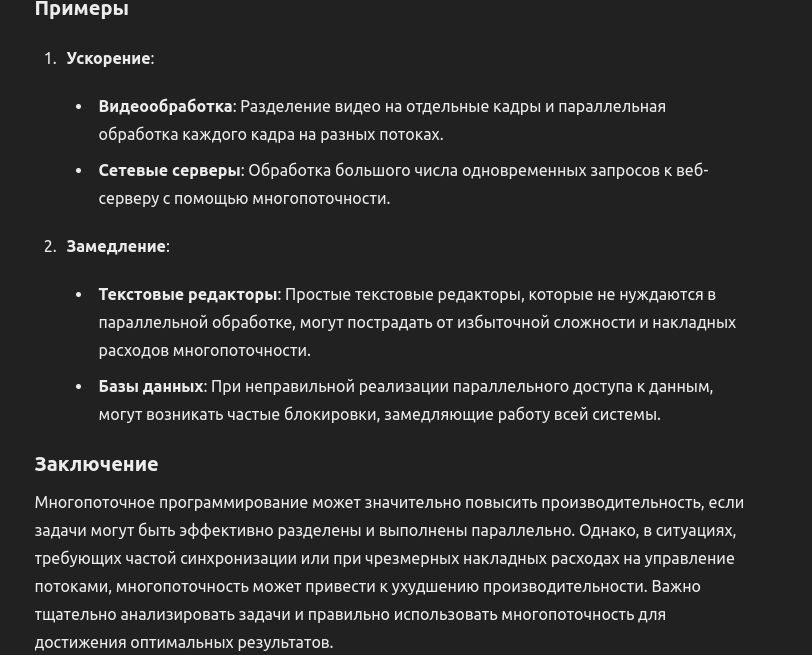 Примеры
1. Ускорение:
• Видеообработка: Разделение видео на отдельные кадры и параллельная
обработка каждого кадра на разных потоках.
• Сетевые серверы: Обработка большого числа одновременных запросов к веб-
серверу с помощью многопоточности.
2. Замедление:
• Текстовые редакторы: Простые текстовые редакторы, которые не нуждаются в
параллельной обработке, могут пострадать от избыточной сложности и накладных
расходов многопоточности.
• Базы данных: При неправильной реализации параллельного доступа к данным,
могут возникать частые блокировки, замедляющие работу всей системы.
Заключение
Многопоточное программирование может значительно повысить производительность, если
задачи могут быть эффективно разделены и выполнены параллельно. Однако, в ситуациях,
требующих частой синхронизации или при чрезмерных накладных расходах на управление
потоками, многопоточность может привести к ухудшению производительности. Важно
тщательно анализировать задачи и правильно использовать многопоточность для
достижения оптимальных результатов.